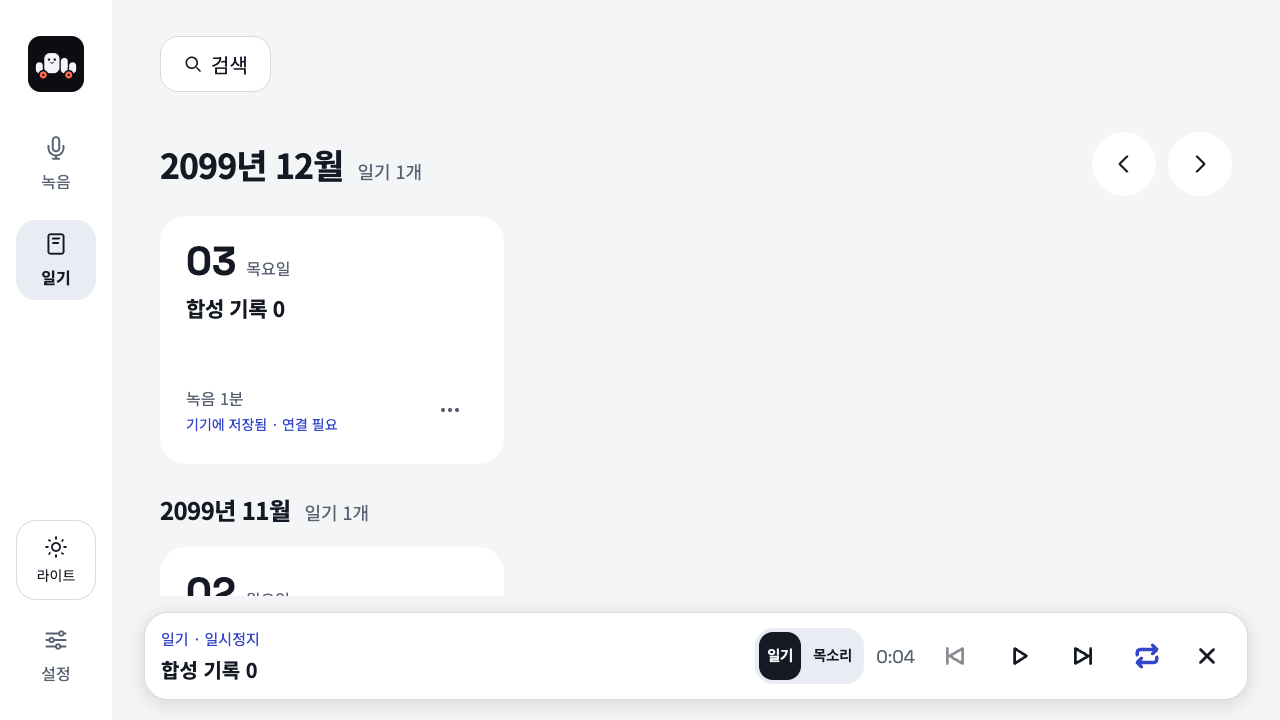 검색
녹음
일기
2099년 12월 일기 1개
03 목요일
합성 기록 0
녹음 1분
기기에 저장됨 · 연결 필요
2099년 11월 일기 1개
02
라이트
설정
일기 · 일시정지
합성 기록 0
일기 목소리 0:04